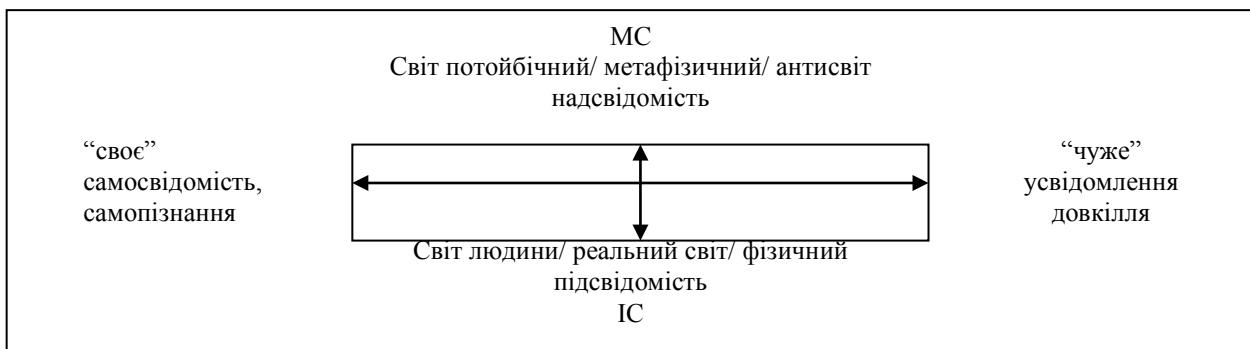 МС
Світ потойбічний/ метафізичний/ антисвіт
надсвідомість
“своє”
самосвідомість,
самопізнання
“чуже”
усвідомлення
довкілля
Світ людини/ реальний світ/ фізичний
підсвідомість
ІС